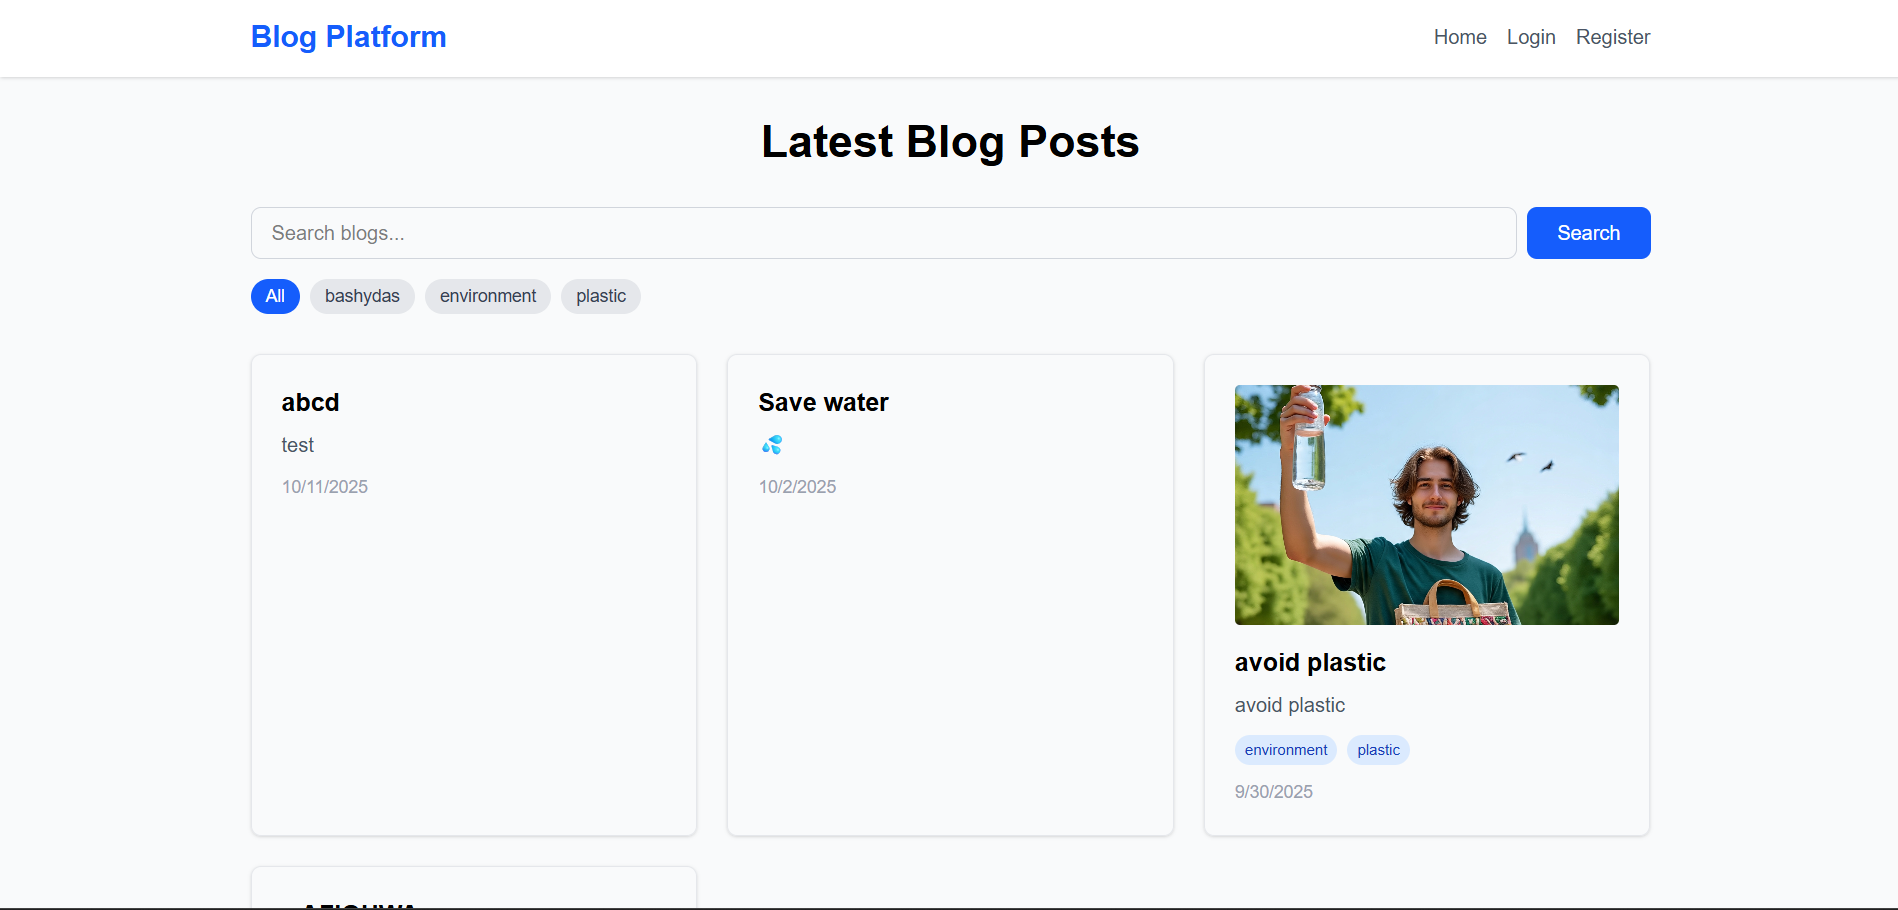 Blog Platform
Home Login Register
Latest Blog Posts
Search blogs...
Search
All bashydas environment plastic
abcd
test
10/11/2025
Save water
💦
10/2/2025
avoid plastic
avoid plastic
environment plastic
9/30/2025